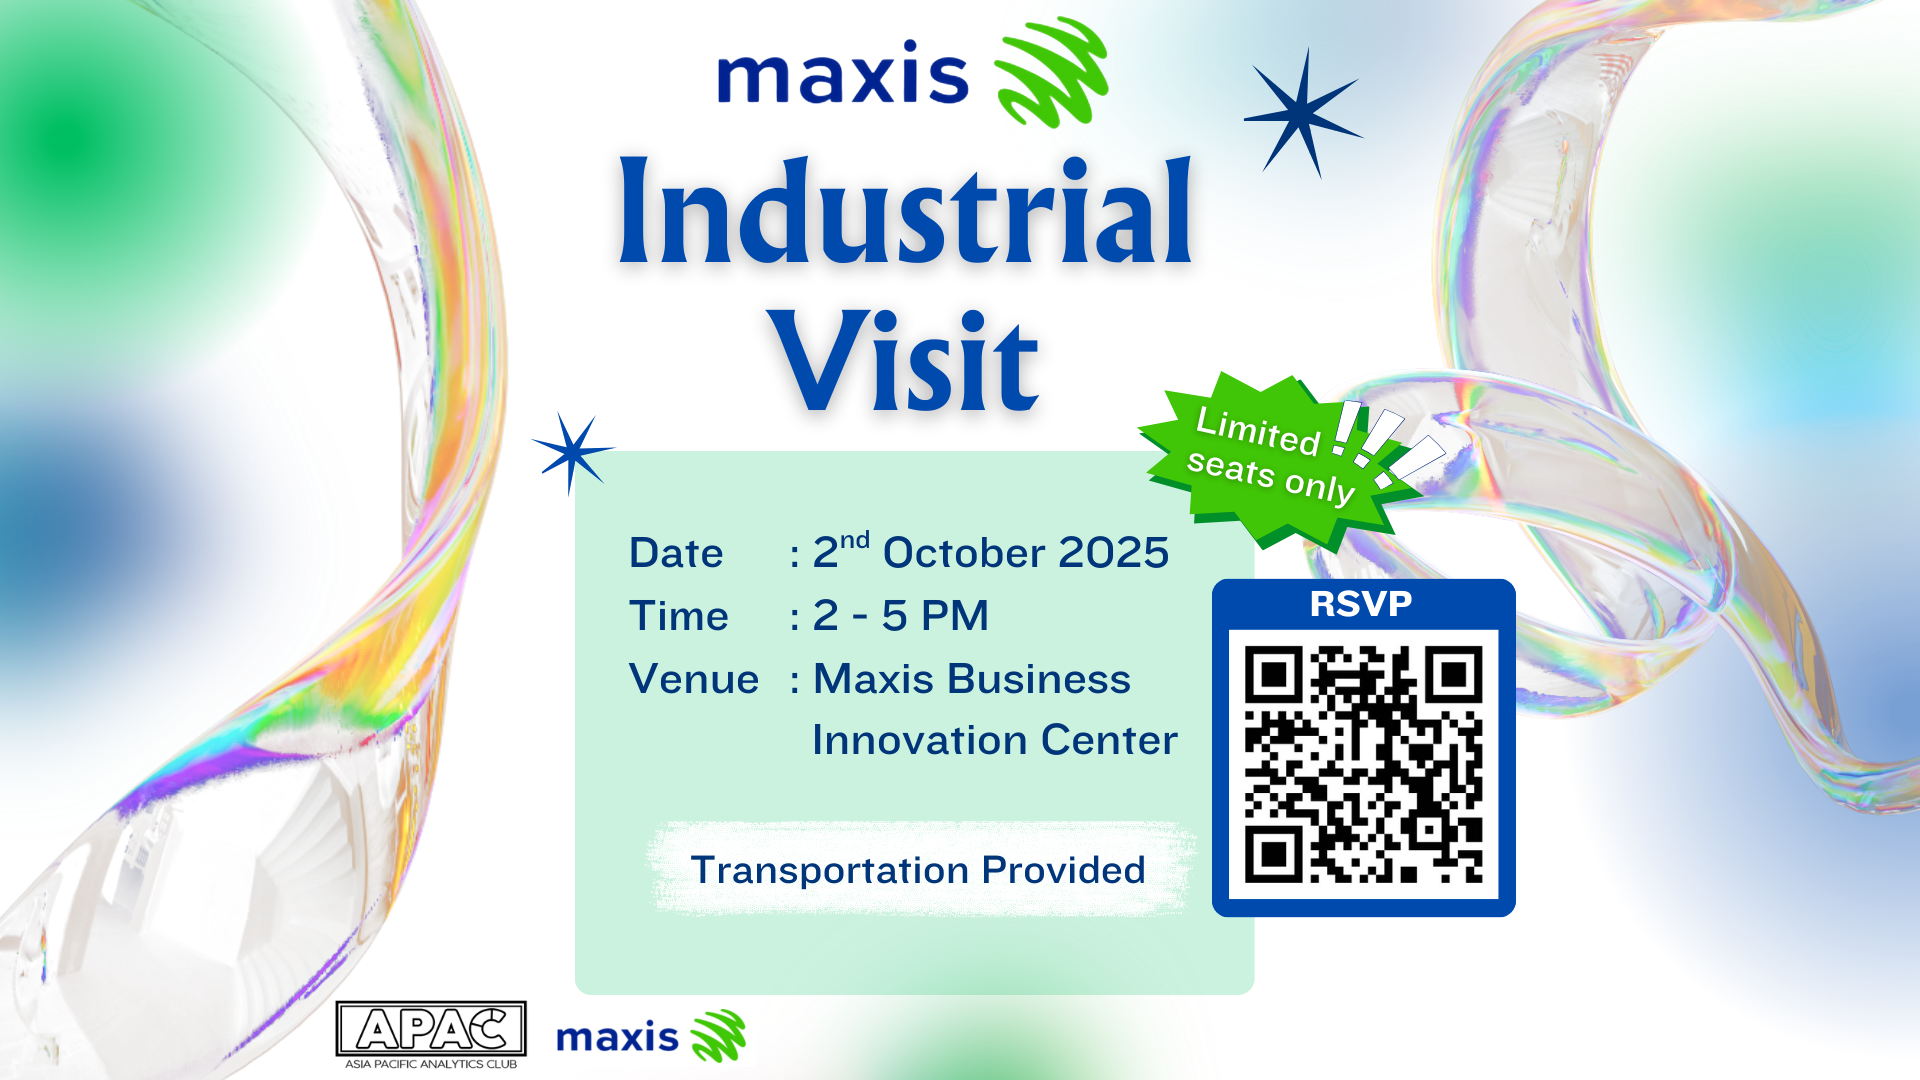 maxis
Industrial
Visit
Limited !!!
seats only
Date : 2nd October 2025
Time : 2 - 5 PM
Venue : Maxis Business
Innovation Center
RSVP
Transportation Provided
APAC
ASIA PACIFIC ANALYTICS CLUB
maxis